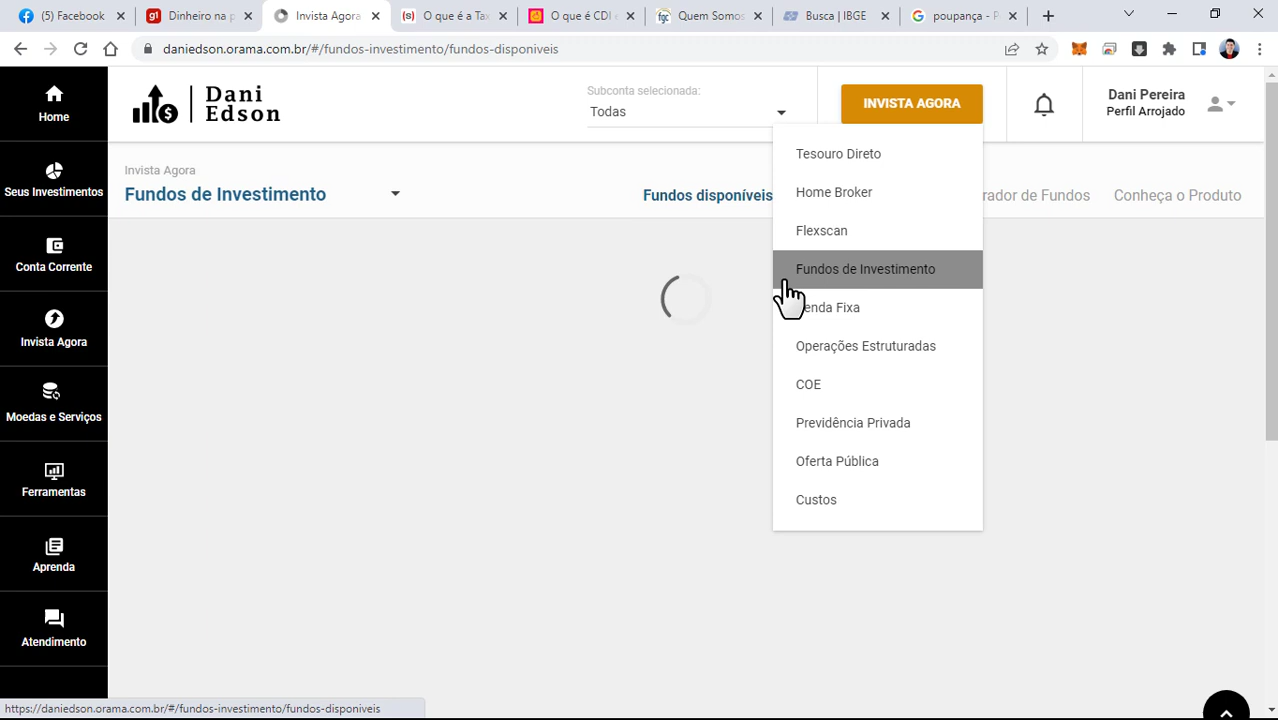 (5) Facebook
Dinheiro na p
Invista Agora
O que é a Tax
O que é CDI e
Quem Somos
Busca | IBGE
poupança - P
daniedson.orama.com.br/#/fundos-investimento/fundos-disponiveis
Home
Seus Investimentos
Conta Corrente
Invista Agora
Moedas e Serviços
Ferramentas
Aprenda
Atendimento
Dani
Edson
Subconta selecionada:
Todas
INVISTA AGORA
Dani Pereira
Perfil Arrojado
Invista Agora
Fundos de Investimento
Fundos disponíveis
rador de Fundos
Conheça o Produto
Tesouro Direto
Home Broker
Flexscan
Fundos de Investimento
enda Fixa
Operações Estruturadas
COE
Previdência Privada
Oferta Pública
Custos
https://daniedson.orama.com.br/#/fundos-investimento/fundos-disponiveis